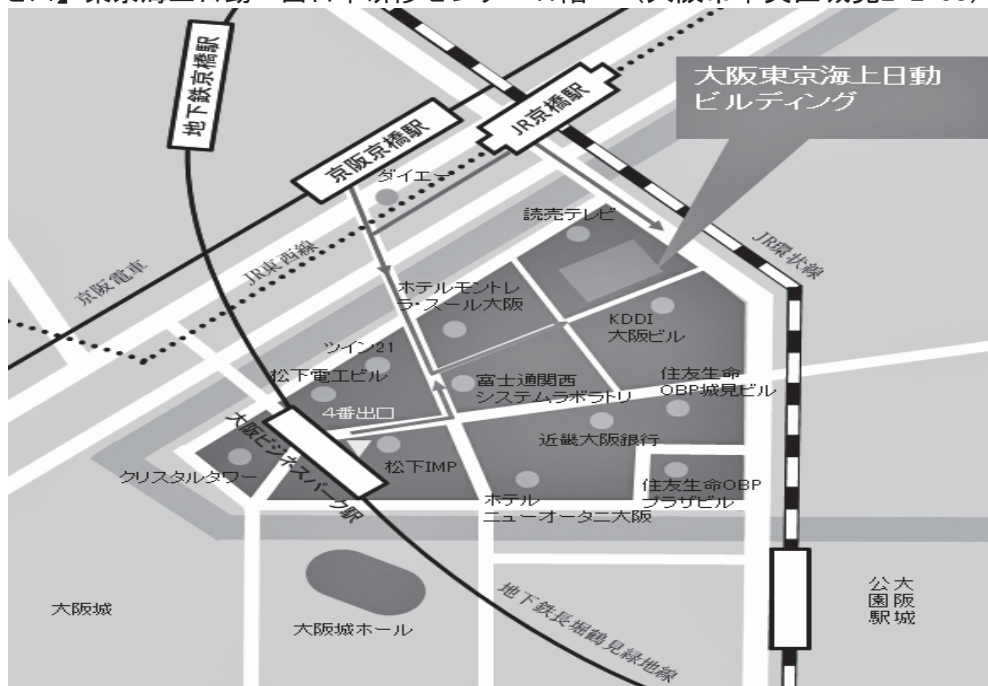 地下鉄京橋駅
京阪京橋駅
JR京橋駅
大阪東京海上日動
ビルディング
ダイエー
読売テレビ
JR環状線
京阪電車
JR東西線
ホテルモントレ
ラ・スール大阪
KDDI
大阪ビル
ツイン21
松下電工ビル
富士通関西
システムラボラトリ
住友生命
OBP城見ビル
4番出口
大阪ビジネスパーク駅
近畿大阪銀行
クリスタルタワー
松下IMP
ホテル
ニューオータニ大阪
住友生命OBP
プラザビル
大阪城
大阪城ホール
地下鉄長堀鶴見緑地線
大阪城
公園駅